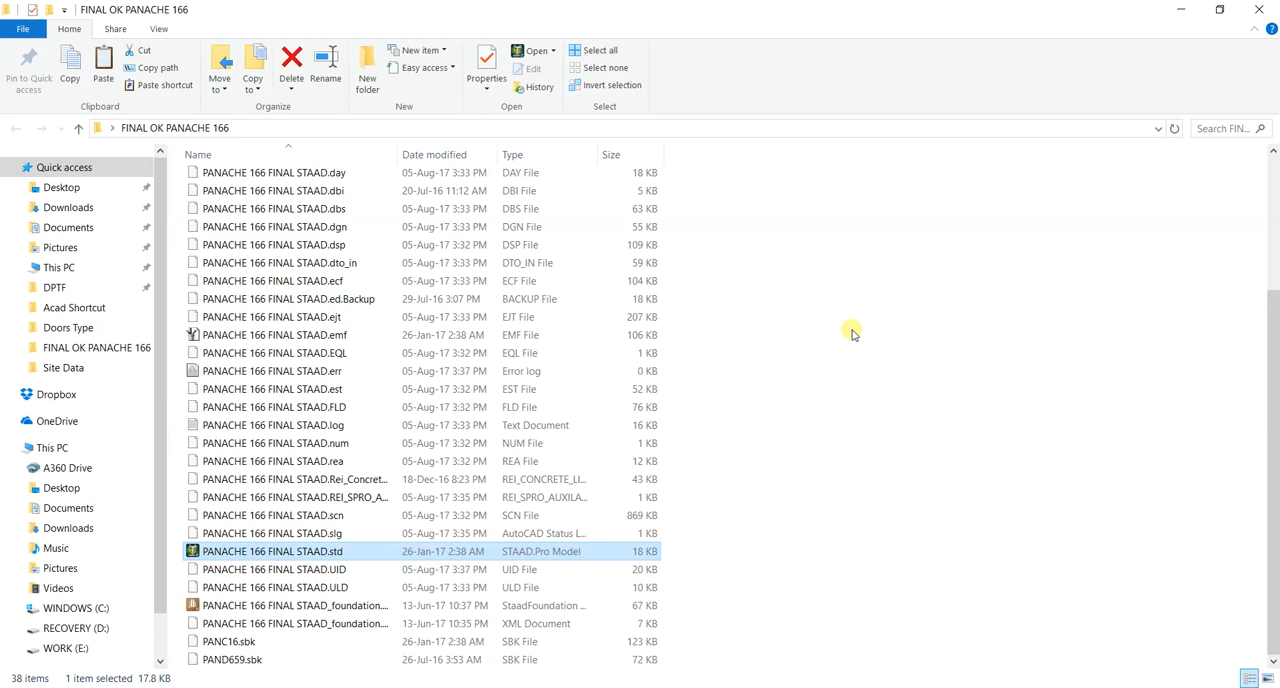 FINAL OK PANACHE 166
File Home Share View
Pin to Quick access
Copy
Paste
Cut
Copy path
Paste shortcut
Clipboard
Move to
Copy to
Delete
Rename
Organize
New folder
New item
Easy access
New
Properties
Open
Edit
History
Open
Select all
Select none
Invert selection
Select
FINAL OK PANACHE 166
Search FIN...
Quick access
Desktop
Downloads
Documents
Pictures
This PC
DPTF
Acad Shortcut
Doors Type
FINAL OK PANACHE 166
Site Data
Dropbox
OneDrive
This PC
A360 Drive
Desktop
Documents
Downloads
Music
Pictures
Videos
WINDOWS (C:)
RECOVERY (D:)
WORK (E:)
Name Date modified Type Size
PANACHE 166 FINAL STAAD.day 05-Aug-17 3:33 PM DAY File 18 KB
PANACHE 166 FINAL STAAD.dbi 20-Jul-16 11:12 AM DBI File 5 KB
PANACHE 166 FINAL STAAD.dbs 05-Aug-17 3:33 PM DBS File 63 KB
PANACHE 166 FINAL STAAD.dgn 05-Aug-17 3:33 PM DGN File 55 KB
PANACHE 166 FINAL STAAD.dsp 05-Aug-17 3:32 PM DSP File 109 KB
PANACHE 166 FINAL STAAD.dto_in 05-Aug-17 3:33 PM DTO_IN File 59 KB
PANACHE 166 FINAL STAAD.ecf 05-Aug-17 3:33 PM ECF File 104 KB
PANACHE 166 FINAL STAAD.ed.Backup 29-Jul-16 3:07 PM BACKUP File 18 KB
PANACHE 166 FINAL STAAD.ejt 05-Aug-17 3:33 PM EJT File 207 KB
PANACHE 166 FINAL STAAD.emf 26-Jan-17 2:38 AM EMF File 106 KB
PANACHE 166 FINAL STAAD.EQL 05-Aug-17 3:32 PM EQL File 1 KB
PANACHE 166 FINAL STAAD.err 05-Aug-17 3:37 PM Error log 0 KB
PANACHE 166 FINAL STAAD.est 05-Aug-17 3:32 PM EST File 52 KB
PANACHE 166 FINAL STAAD.FLD 05-Aug-17 3:32 PM FLD File 76 KB
PANACHE 166 FINAL STAAD.log 05-Aug-17 3:32 PM Text Document 16 KB
PANACHE 166 FINAL STAAD.num 05-Aug-17 3:32 PM NUM File 1 KB
PANACHE 166 FINAL STAAD.rea 05-Aug-17 3:32 PM REA File 12 KB
PANACHE 166 FINAL STAAD.Rei_Concret... 18-Dec-16 8:23 PM REI_CONCRETE_LI... 43 KB
PANACHE 166 FINAL STAAD.REI_SPRO_A... 05-Aug-17 3:35 PM REI_SPRO_AUXILA... 1 KB
PANACHE 166 FINAL STAAD.scn 05-Aug-17 3:32 PM SCN File 869 KB
PANACHE 166 FINAL STAAD.slg 05-Aug-17 3:35 PM AutoCAD Status L... 1 KB
PANACHE 166 FINAL STAAD.std 26-Jan-17 2:38 AM STAAD.Pro Model 18 KB
PANACHE 166 FINAL STAAD.UID 05-Aug-17 3:37 PM UID File 20 KB
PANACHE 166 FINAL STAAD.ULD 05-Aug-17 3:33 PM ULD File 10 KB
PANACHE 166 FINAL STAAD_foundation.... 13-Jun-17 10:37 PM StaadFoundation ... 67 KB
PANACHE 166 FINAL STAAD_foundation.... 13-Jun-17 10:35 PM XML Document 7 KB
PANC16.sbk 26-Jan-17 2:38 AM SBK File 123 KB
PAND659.sbk 26-Jul-16 3:53 AM SBK File 72 KB
38 items 1 item selected 17.8 KB